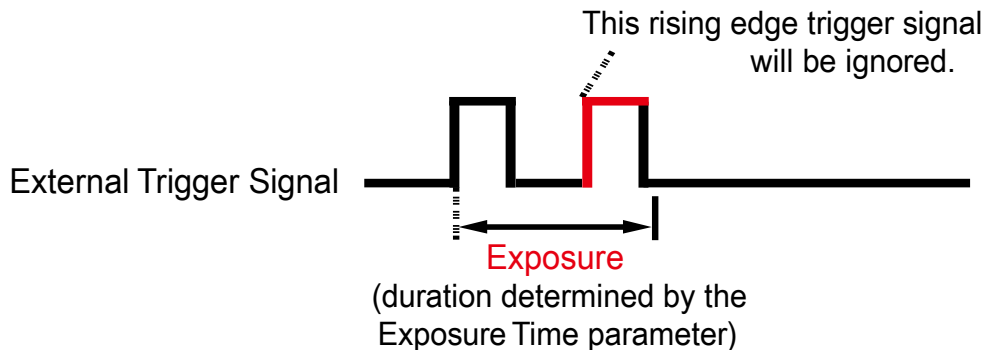 This rising edge trigger signal
will be ignored.
External Trigger Signal
Exposure
(duration determined by the
Exposure Time parameter)